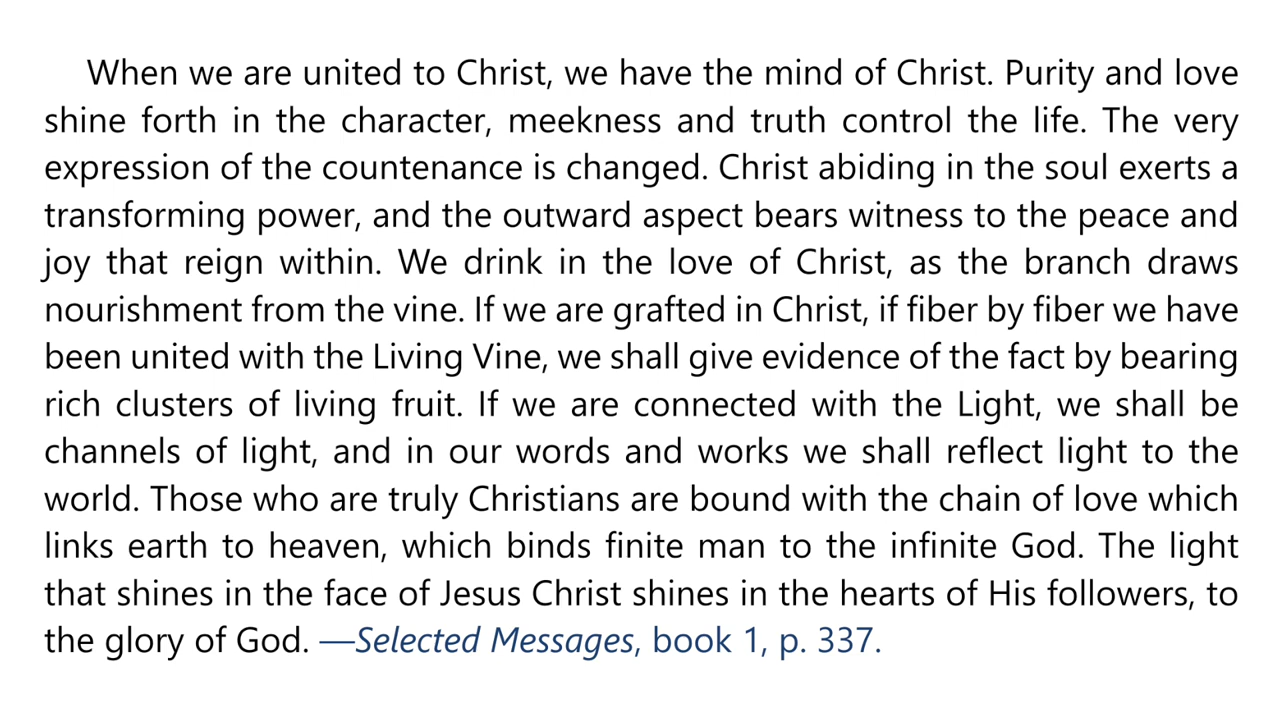 When we are united to Christ, we have the mind of Christ. Purity and love
shine forth in the character, meekness and truth control the life. The very
expression of the countenance is changed. Christ abiding in the soul exerts a
transforming power, and the outward aspect bears witness to the peace and
joy that reign within. We drink in the love of Christ, as the branch draws
nourishment from the vine. If we are grafted in Christ, if fiber by fiber we have
been united with the Living Vine, we shall give evidence of the fact by bearing
rich clusters of living fruit. If we are connected with the Light, we shall be
channels of light, and in our words and works we shall reflect light to the
world. Those who are truly Christians are bound with the chain of love which
links earth to heaven, which binds finite man to the infinite God. The light
that shines in the face of Jesus Christ shines in the hearts of His followers, to
the glory of God. —Selected Messages, book 1, p. 337.